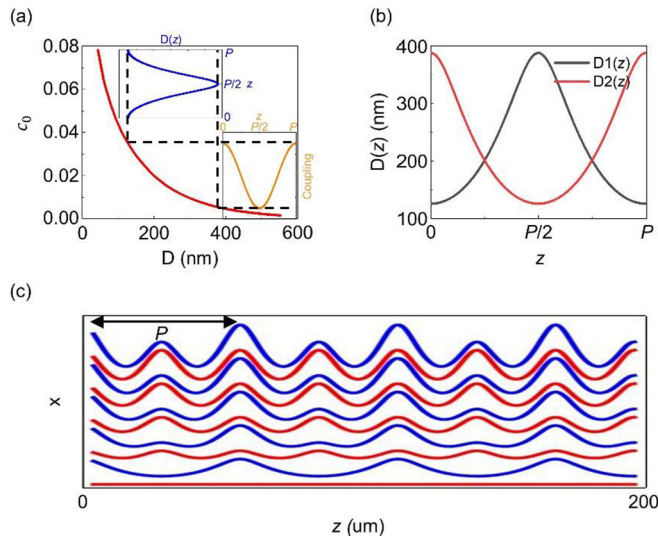 (a)
0.08
0.06
0.04
0.02
0.00
c0
0
200
400
600
D (nm)
D(z)
P
P/2 z
0
z
0
P/2
P
Coupling
(b)
400
300
200
100
D(z) (nm)
D1(z)
D2(z)
0
P/2
P
z
(c)
P
x
0
200
z (um)